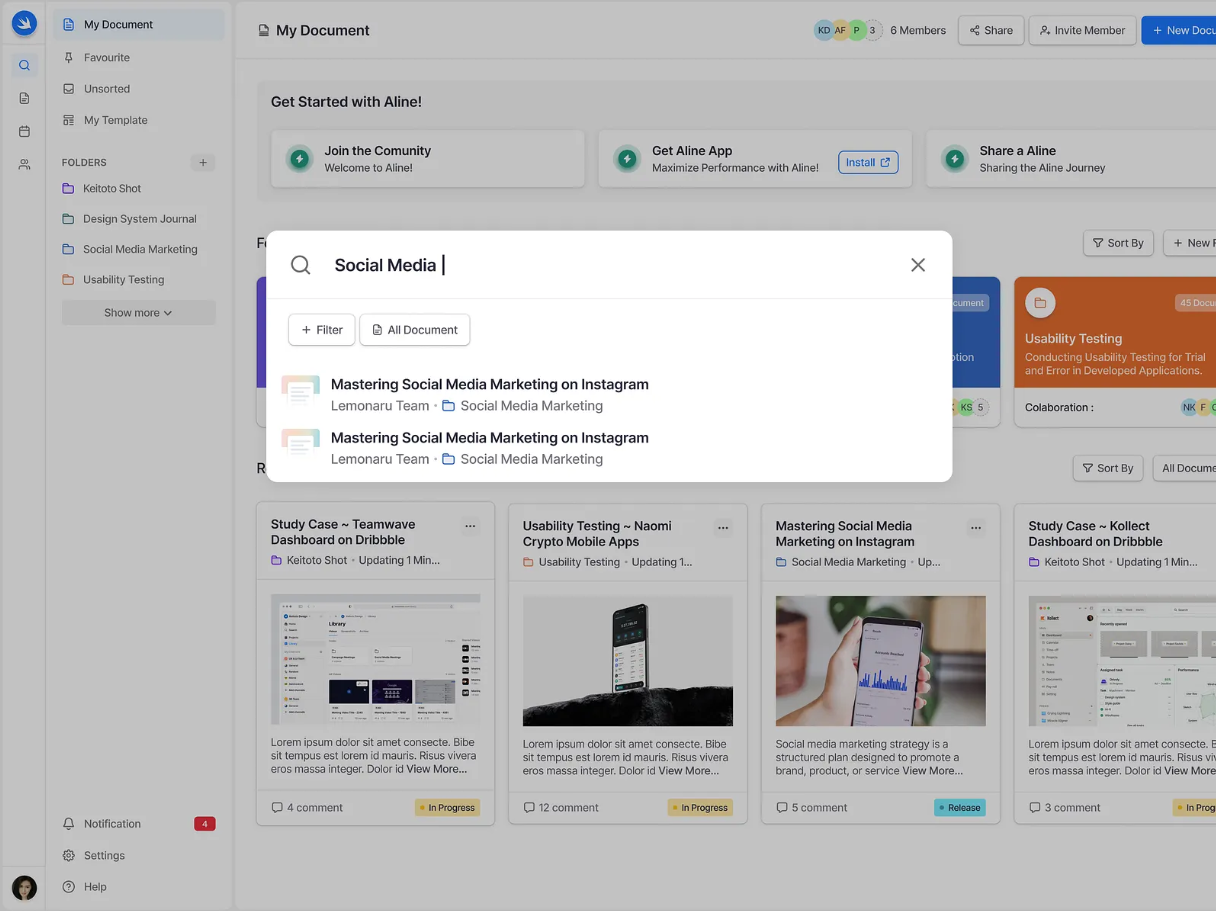 My Document
Favourite
Unsorted
My Template
FOLDERS
Keitoto Shot
Design System Journal
Social Media Marketing
Usability Testing
Show more
Notification
4
Settings
Help
My Document
KD AF P 3 6 Members
Share
Invite Member
+ New Docu
Get Started with Aline!
Join the Comunity
Welcome to Aline!
Get Aline App
Maximize Performance with Aline!
Install
Share a Aline
Sharing the Aline Journey
Sort By
+ New F
Social Media
+ Filter
All Document
Mastering Social Media Marketing on Instagram
Lemonaru Team • Social Media Marketing
Mastering Social Media Marketing on Instagram
Lemonaru Team • Social Media Marketing
cument
ption
KS 5
45 Docu
Usability Testing
Conducting Usability Testing for Trial
and Error in Developed Applications.
Colaboration :
NK F
Sort By
All Docume
Study Case ~ Teamwave
Dashboard on Dribbble
Keitoto Shot • Updating 1 Min...
Library
Lorem ipsum dolor sit amet consecte. Bibe
sit tempus est lorem id mauris. Risus vivera
eros massa integer. Dolor id View More...
4 comment
In Progress
Usability Testing ~ Naomi
Crypto Mobile Apps
Usability Testing • Updating 1...
Lorem ipsum dolor sit amet consecte. Bibe
sit tempus est lorem id mauris. Risus vivera
eros massa integer. Dolor id View More...
12 comment
In Progress
Mastering Social Media
Marketing on Instagram
Social Media Marketing • Up...
Social media marketing strategy is a
structured plan designed to promote a
brand, product, or service View More...
5 comment
Release
Study Case ~ Kollect
Dashboard on Dribbble
Keitoto Shot • Updating 1 Min...
Kollect
Recently opened
Assigned task
Performance
Lorem ipsum dolor sit amet consecte. Bibe
sit tempus est lorem id mauris. Risus vivera
eros massa integer. Dolor id View More
3 comment
In Prog